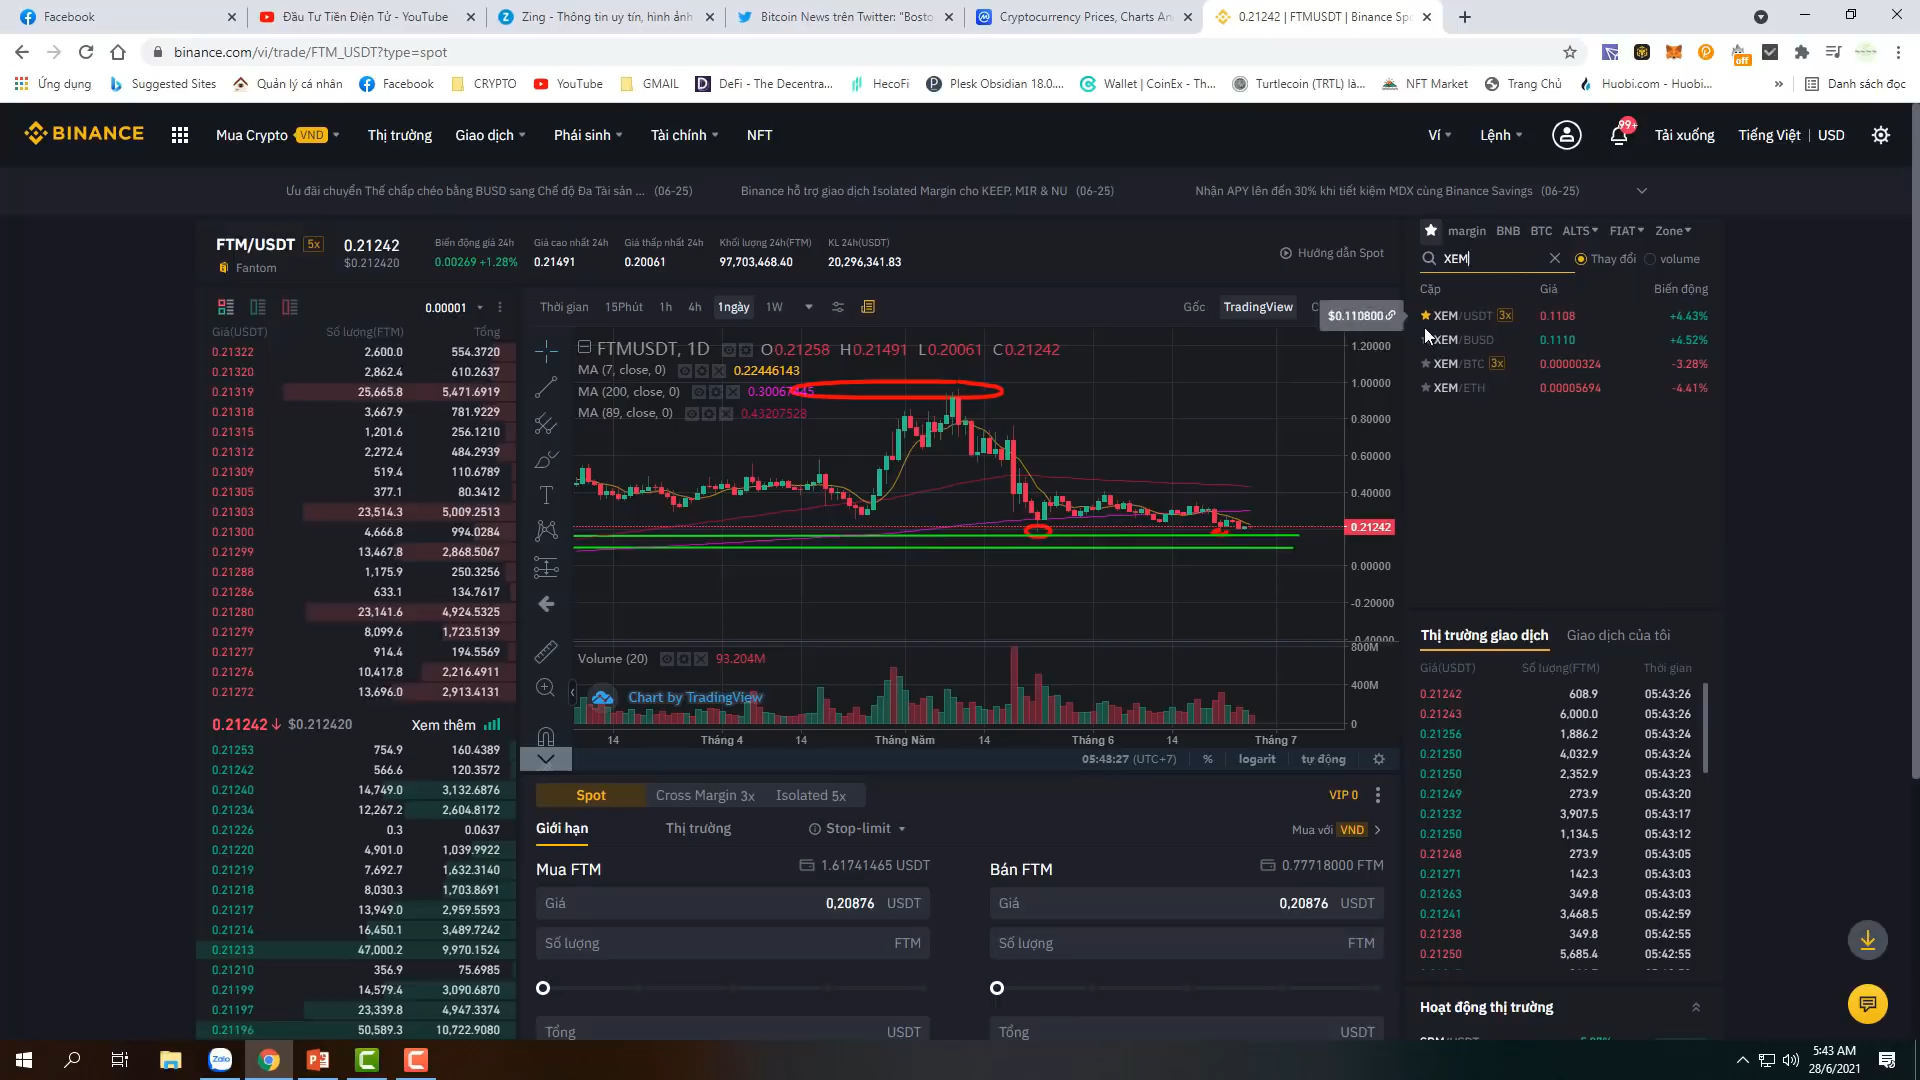 Facebook
Đầu Tư Tiền Điện Tử - YouTube
Zing - Thông tin uy tín, hình ảnh
Bitcoin News trên Twitter: "Bosto
Cryptocurrency Prices, Charts An
0.21242 | FTMUSDT | Binance Sp
binance.com/vi/trade/FTM_USDT?type=spot
off
Ứng dụng
Suggested Sites
Quản lý cá nhân
Facebook
CRYPTO
YouTube
GMAIL
DeFi - The Decentra...
HecoFi
Plesk Obsidian 18.0....
Wallet | CoinEx - Th...
Turtlecoin (TRTL) là...
NFT Market
Trang Chủ
Huobi.com - Huobi...
»
Danh sách đọc
BINANCE
Mua Crypto VND
Thị trường
Giao dịch
Phái sinh
Tài chính
NFT
Ví
Lệnh
99+
Tải xuống
Tiếng Việt | USD
Ưu đãi chuyển Thế chấp chéo bằng BUSD sang Chế độ Đa Tài sản ... (06-25)
Binance hỗ trợ giao dịch Isolated Margin cho KEEP, MIR & NU (06-25)
Nhận APY lên đến 30% khi tiết kiệm MDX cùng Binance Savings (06-25)
FTM/USDT 5x
Fantom
0.21242
$0.212420
Biến động giá 24h
0.00269 +1.28%
Giá cao nhất 24h
0.21491
Giá thấp nhất 24h
0.20061
Khối lượng 24h(FTM)
97,703,468.40
KL 24h(USDT)
20,296,341.83
Hướng dẫn Spot
0.00001
Giá(USDT) Số lượng(FTM) Tổng
0.21322 2,600.0 554.3720
0.21320 2,862.4 610.2637
0.21319 25,665.8 5,471.6919
0.21318 3,667.9 781.9229
0.21315 1,201.6 256.1210
0.21312 2,272.4 484.2939
0.21309 519.4 110.6789
0.21305 377.1 80.3412
0.21303 23,514.3 5,009.2513
0.21300 4,666.8 994.0284
0.21299 13,467.8 2,868.5067
0.21288 1,175.9 250.3256
0.21286 633.1 134.7617
0.21280 23,141.6 4,924.5325
0.21279 8,099.6 1,723.5139
0.21277 914.4 194.5569
0.21276 10,417.8 2,216.4911
0.21272 13,696.0 2,913.4131
0.21242 $0.212420 Xem thêm
0.21253 754.9 160.4389
0.21242 566.6 120.3572
0.21240 14,749.0 3,132.6876
0.21234 12,267.2 2,604.8172
0.21226 0.3 0.0637
0.21220 4,901.0 1,039.9922
0.21219 7,692.7 1,632.3140
0.21218 8,030.3 1,703.8691
0.21217 13,949.0 2,959.5593
0.21214 16,450.1 3,489.7242
0.21213 47,000.2 9,970.1524
0.21210 356.9 75.6985
0.21199 14,579.4 3,090.6870
0.21197 23,339.8 4,947.3374
0.21196 50,589.3 10,722.9080
Thời gian 15Phút 1h 4h 1ngày 1W
Gốc TradingView
$0.110800
FTMUSDT, 1D O0.21258 H0.21491 L0.20061 C0.21242
MA (7, close, 0) 0.22446143
MA (200, close, 0)
MA (89, close, 0) 0.43207528
1.20000
1.00000
0.80000
0.60000
0.40000
0.21242
0.00000
-0.20000
-0.40000
Volume (20) 93.204M
Chart by TradingView
800M
400M
0
14
Tháng 4
14
Tháng Năm
14
Tháng 6
14
Tháng 7
05:43:27 (UTC+7) % logarit tự động
Spot Cross Margin 3x Isolated 5x
VIP 0
Giới hạn Thị trường Stop-limit
Mua với VND
Mua FTM 1.61741465 USDT
Giá 0,20876 USDT
Số lượng FTM
Tổng USDT
Bán FTM 0.77718000 FTM
Giá 0,20876 USDT
Số lượng FTM
Tổng USDT
margin BNB BTC ALTS FIAT Zone
XEM
Thay đổi volume
Cặp Giá Biến động
XEM/USDT 3x 0.1108 +4.43%
XEM/BUSD 0.1110 +4.52%
XEM/BTC 3x 0.00000324 -3.28%
XEM/ETH 0.00005694 -4.41%
Thị trường giao dịch Giao dịch của tôi
Giá(USDT) Số lượng(FTM) Thời gian
0.21242 608.9 05:43:26
0.21243 6,000.0 05:43:26
0.21256 1,886.2 05:43:24
0.21250 4,032.9 05:43:24
0.21250 2,352.9 05:43:23
0.21249 273.9 05:43:20
0.21232 3,907.5 05:43:17
0.21250 1,134.5 05:43:12
0.21248 273.9 05:43:05
0.21271 142.3 05:43:03
0.21263 349.8 05:43:03
0.21241 3,468.5 05:42:59
0.21238 349.8 05:42:55
0.21250 5,685.4 05:42:55
Hoạt động thị trường
Zalo
5:43 AM
28/6/2021